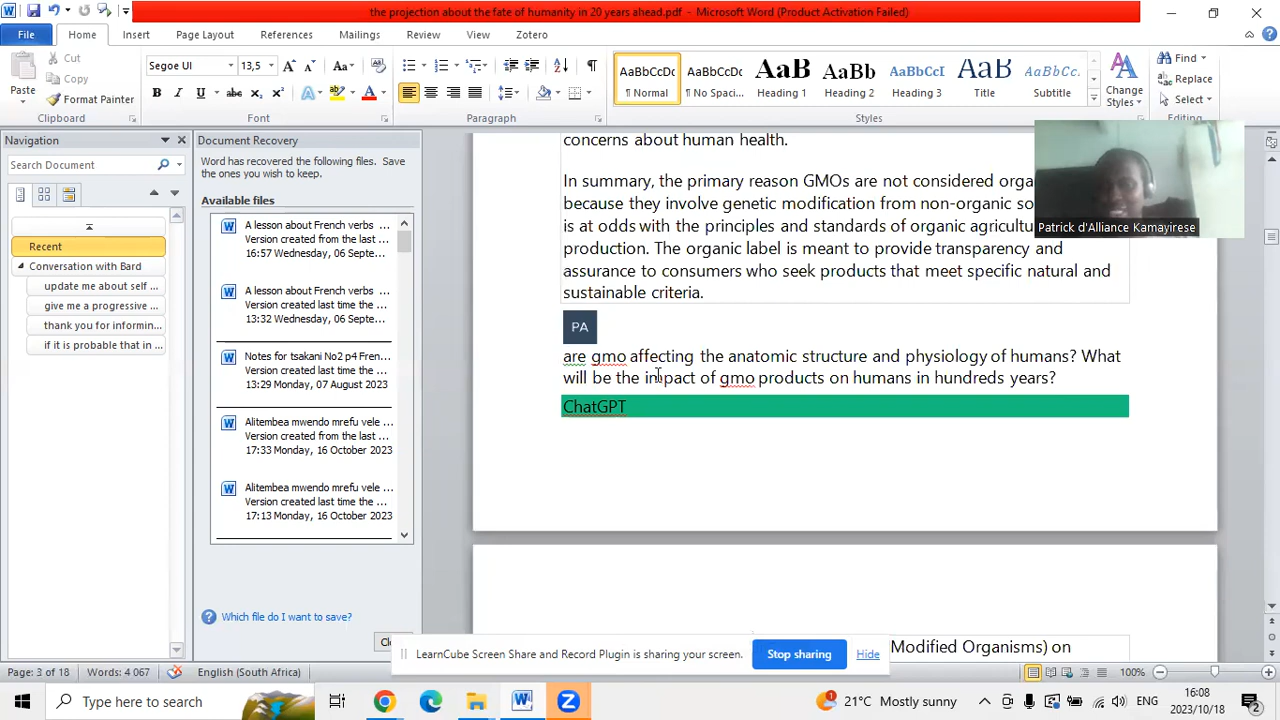 the projection about the fate of humanity in 20 years ahead.pdf - Microsoft Word (Product Activation Failed)
File Home Insert Page Layout References Mailings Review View Zotero
Cut
Copy
Format Painter
Paste
Clipboard
Segoe UI 13,5
Font
Paragraph
AaBbCcDc AaBbCcDc AaB AaBbCc AaBbCcI AaB AaBbCc.
¶ Normal ¶ No Spaci... Heading 1 Heading 2 Heading 3 Title Subtitle
Styles
Change
Styles
Find
Replace
Select
Editing
Navigation
Search Document
Recent
Conversation with Bard
update me about self ...
give me a progressive ...
thank you for informin...
if it is probable that in ...
Document Recovery
Word has recovered the following files. Save
the ones you wish to keep.
Available files
A lesson about French verbs ...
Version created from the last ...
16:57 Wednesday, 06 Septe...
A lesson about French verbs ...
Version created last time the ...
13:32 Wednesday, 06 Septe...
Notes for tsakani No2 p4 Fren...
Version created last time the ...
13:29 Monday, 07 August 2023
Alitembea mwendo mrefu vele ...
Version created from the last ...
17:33 Monday, 16 October 2023
Alitembea mwendo mrefu vele ...
Version created last time the ...
17:13 Monday, 16 October 2023
Which file do I want to save?
concerns about human health.
In summary, the primary reason GMOs are not considered orga
because they involve genetic modification from non-organic so
is at odds with the principles and standards of organic agricultu
production. The organic label is meant to provide transparency and
assurance to consumers who seek products that meet specific natural and
sustainable criteria.
PA
are gmo affecting the anatomic structure and physiology of humans? What
will be the impact of gmo products on humans in hundreds years?
ChatGPT
Modified Organisms) on
Patrick d'Alliance Kamayirese
LearnCube Screen Share and Record Plugin is sharing your screen. Stop sharing Hide
Page: 3 of 18 Words: 4 067 English (South Africa) 100%
Type here to search 21°C Mostly sunny ENG 16:08
2023/10/18